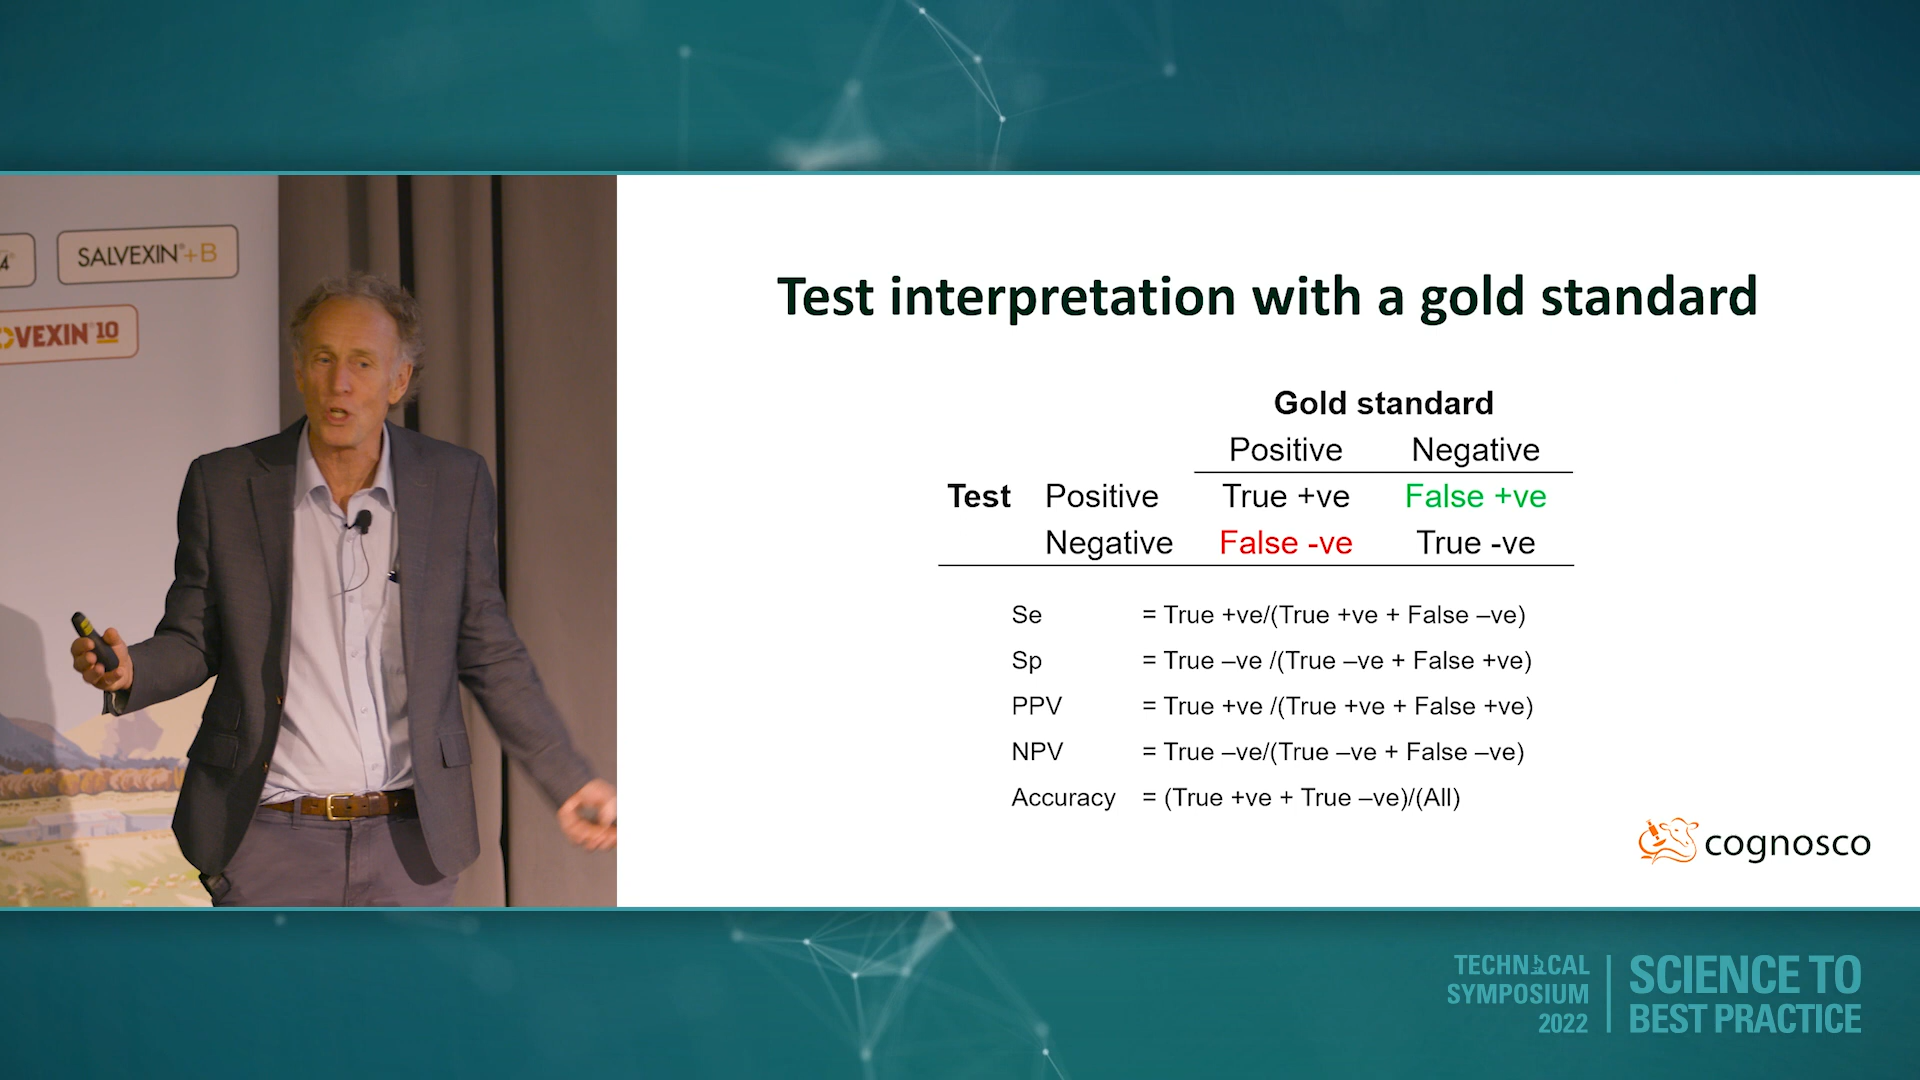 4
SALVEXIN®+B
VEXIN®10
Test interpretation with a gold standard
Gold standard
Positive Negative
Test Positive True +ve False +ve
Negative False -ve True -ve
Se = True +ve/(True +ve + False –ve)
Sp = True –ve /(True –ve + False +ve)
PPV = True +ve /(True +ve + False +ve)
NPV = True –ve/(True –ve + False –ve)
Accuracy = (True +ve + True –ve)/(All)
cognosco
TECHNICAL
SYMPOSIUM
2022
SCIENCE TO
BEST PRACTICE